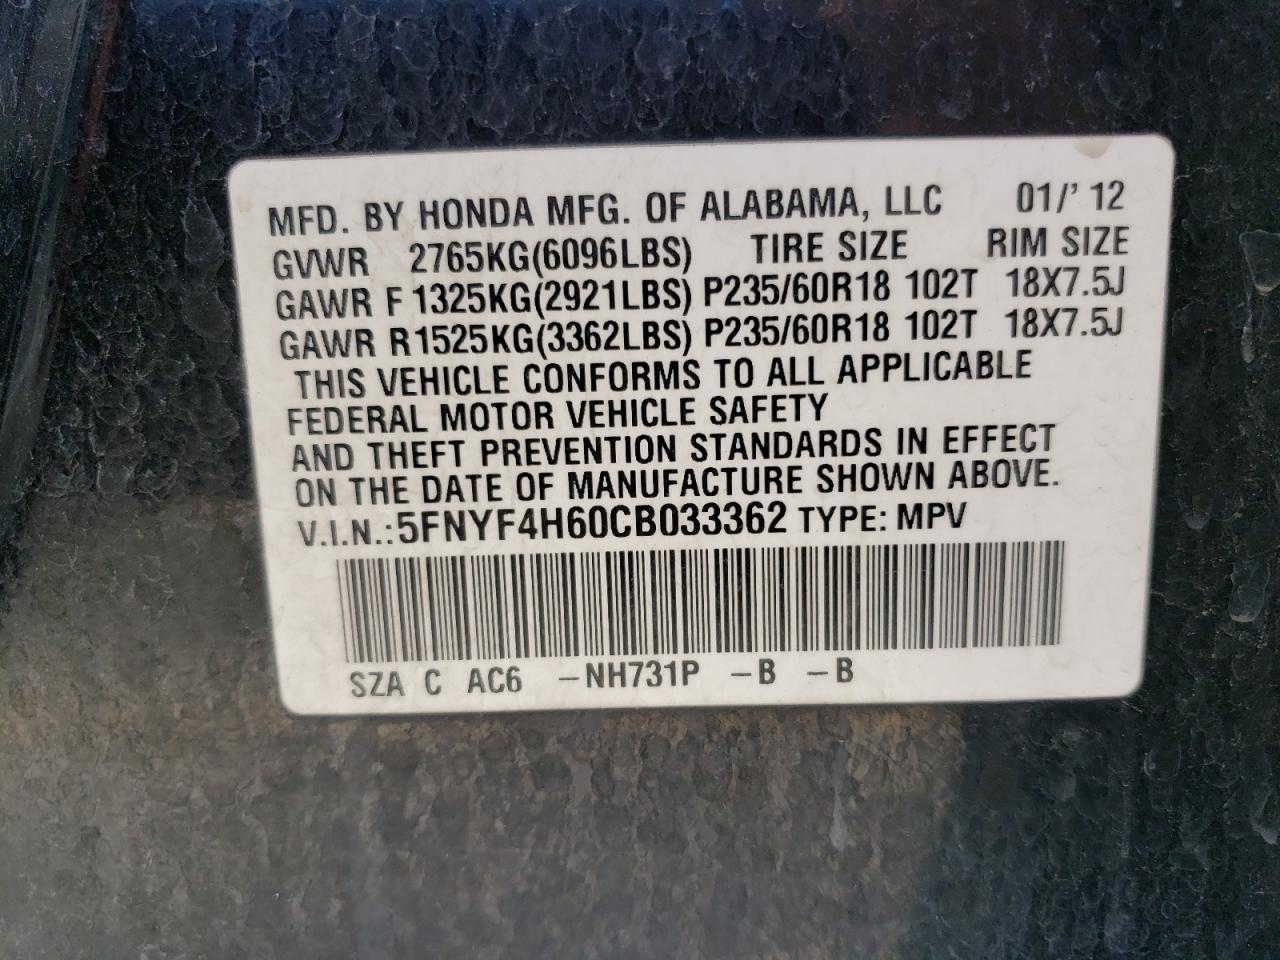 MFD. BY HONDA MFG. OF ALABAMA, LLC 01/'12
GVWR 2765KG(6096LBS) TIRE SIZE RIM SIZE
GAWR F 1325KG(2921LBS) P235/60R18 102T 18X7.5J
GAWR R1525KG(3362LBS) P235/60R18 102T 18X7.5J
THIS VEHICLE CONFORMS TO ALL APPLICABLE
FEDERAL MOTOR VEHICLE SAFETY
AND THEFT PREVENTION STANDARDS IN EFFECT
ON THE DATE OF MANUFACTURE SHOWN ABOVE.
V.I.N.:5FNYF4H60CB033362 TYPE: MPV
SZA C AC6 –NH731P –B –B